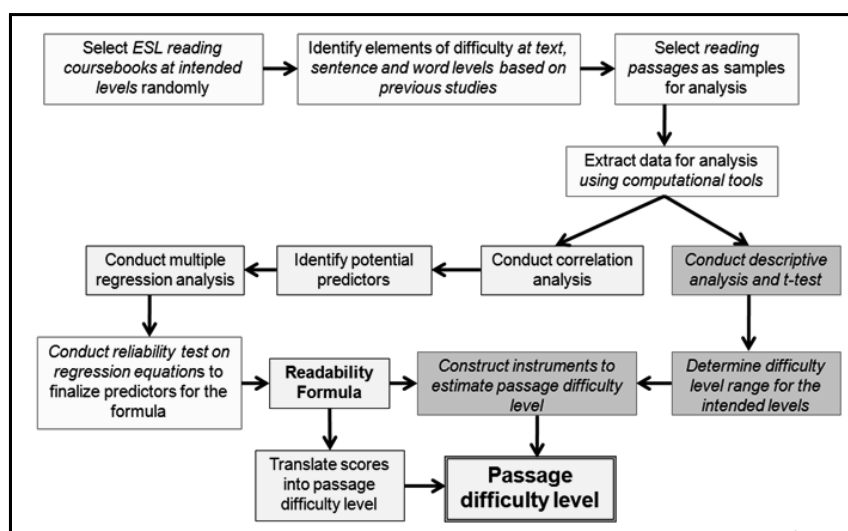 Select ESL reading
coursebooks at intended
levels randomly
Identify elements of difficulty at text,
sentence and word levels based on
previous studies
Select reading
passages as samples
for analysis
Extract data for analysis
using computational tools
Conduct multiple
regression analysis
Identify potential
predictors
Conduct correlation
analysis
Conduct descriptive
analysis and t-test
Conduct reliability test on
regression equations to
finalize predictors for the
formula
Readability
Formula
Construct instruments to
estimate passage difficulty
level
Determine difficulty
level range for the
intended levels
Translate scores
into passage
difficulty level
Passage
difficulty level